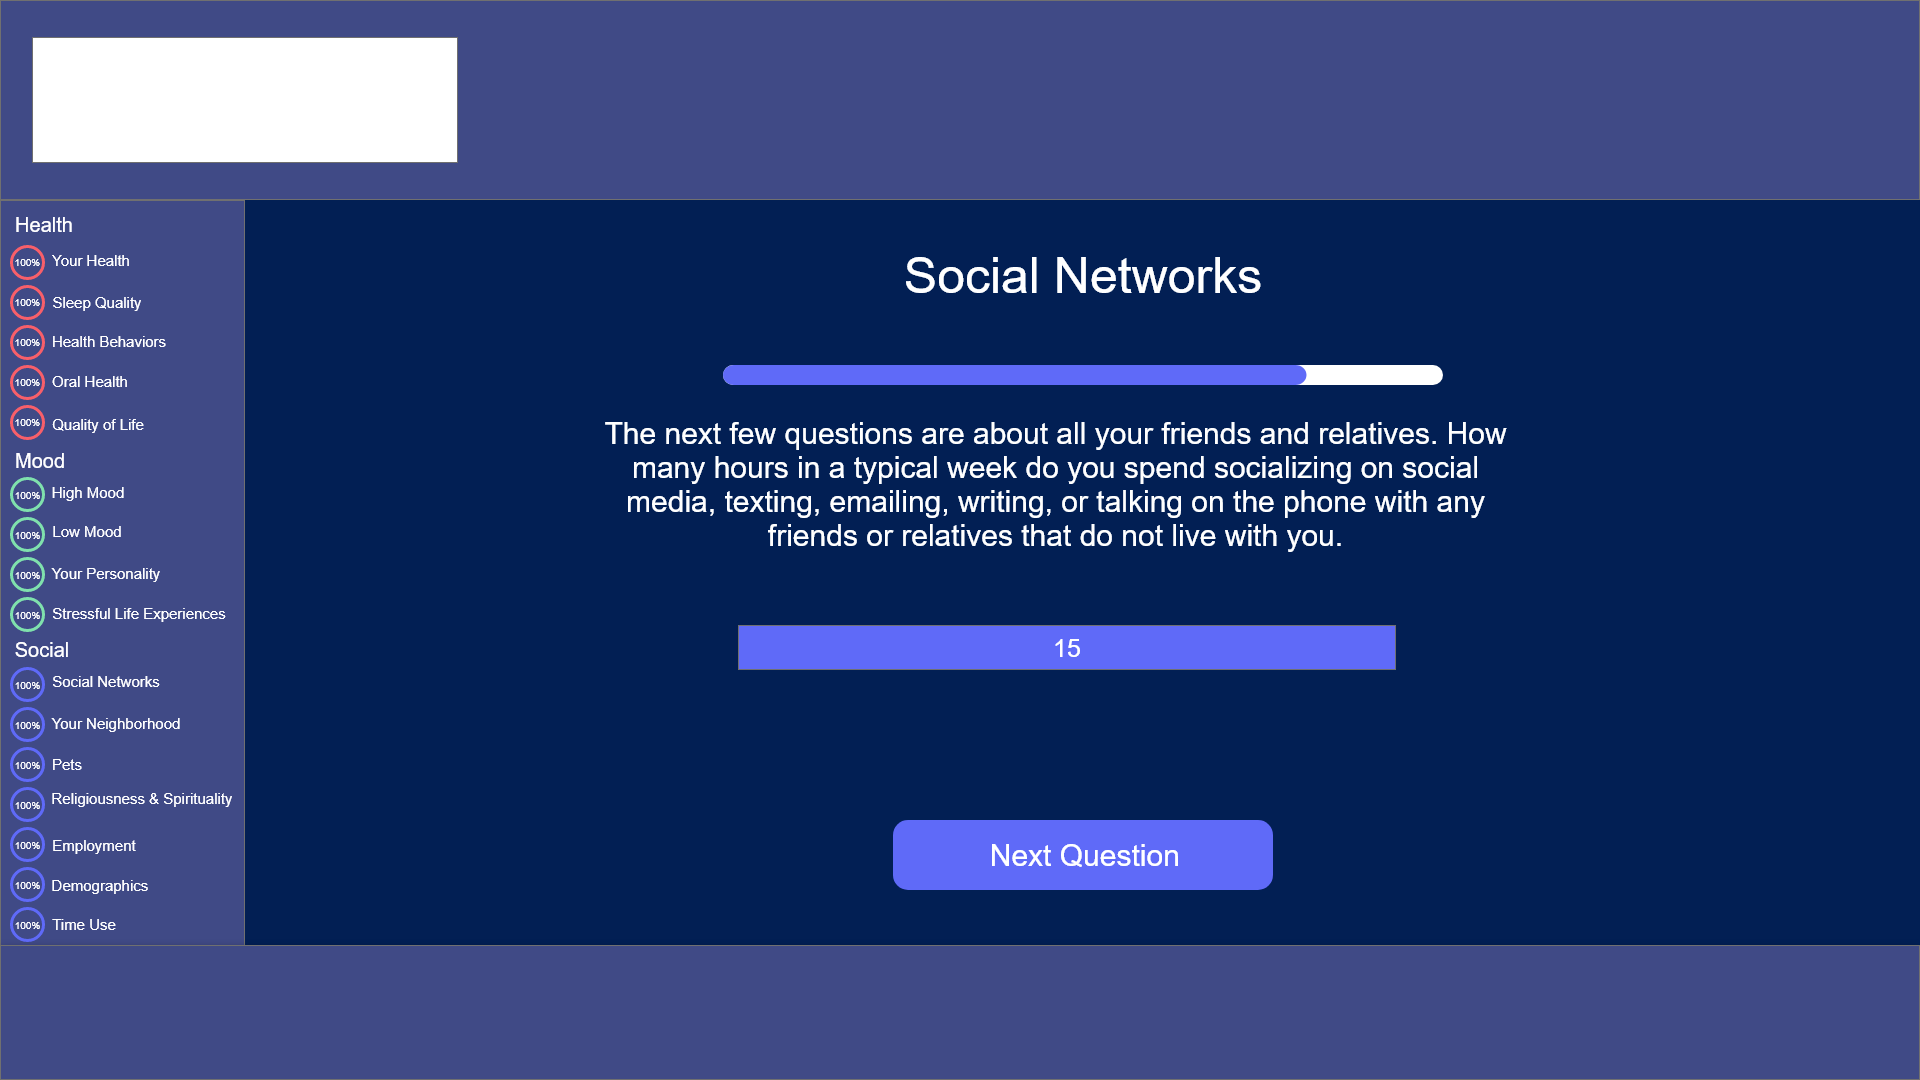 Health
100% Your Health
100% Sleep Quality
100% Health Behaviors
100% Oral Health
100% Quality of Life
Mood
100% High Mood
100% Low Mood
100% Your Personality
100% Stressful Life Experiences
Social
100% Social Networks
100% Your Neighborhood
100% Pets
100% Religiousness & Spirituality
100% Employment
100% Demographics
100% Time Use
Social Networks
The next few questions are about all your friends and relatives. How
many hours in a typical week do you spend socializing on social
media, texting, emailing, writing, or talking on the phone with any
friends or relatives that do not live with you.
15
Next Question